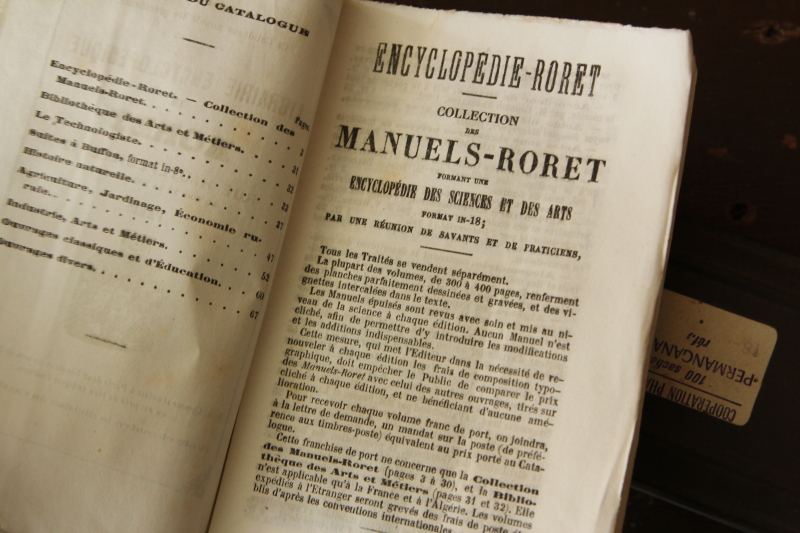 DU CATALOGUE
Pages.
Encyclopédie-Roret. — Collection des
Manuels-Roret. . . . . . . . . . . . 3
Bibliothèque des Arts et Métiers. . . . . 31
Le Technologiste. . . . . . . . . . . 32
Suites à Buffon, format in-8º. . . . . . 33
Histoire naturelle. . . . . . . . . . . 37
Agriculture, Jardinage, Économie ru-
rale. . . . . . . . . . . . . . . . 47
Industrie, Arts et Métiers. . . . . . . 52
Ouvrages classiques et d'Éducation. . . 60
Ouvrages divers. . . . . . . . . . . 67
ENCYCLOPÉDIE-RORET
COLLECTION
DES
MANUELS-RORET
FORMANT UNE
ENCYCLOPÉDIE DES SCIENCES ET DES ARTS
FORMAT IN-18;
PAR UNE RÉUNION DE SAVANTS ET DE PRATICIENS,
Tous les Traités se vendent séparément.
La plupart des volumes, de 300 à 400 pages, renferment
des planches parfaitement dessinées et gravées, et des vi-
gnettes intercalées dans le texte.
Les Manuels épuisés sont revus avec soin et mis au ni-
veau de la science à chaque édition. Aucun Manuel n'est
cliché, afin de permettre d'y introduire les modifications
et les additions indispensables.
Cette mesure, qui met l'Editeur dans la nécessité de re-
nouveler à chaque édition les frais de composition typo-
graphique, doit empêcher le Public de comparer le prix
des Manuels-Roret avec celui des autres ouvrages, tirés sur
cliché à chaque édition, et ne bénéficiant d'aucune amé-
lioration.
Pour recevoir chaque volume franc de port, on joindra,
à la lettre de demande, un mandat sur la poste (de préfé-
rence aux timbres-poste) équivalent au prix porté au Cata-
logue.
Cette franchise de port ne concerne que la Collection
des Manuels-Roret (pages 3 à 30), et la Biblio-
thèque des Arts et Métiers (pages 31 et 32). Elle
n'est applicable qu'à la France et à l'Algérie. Les volumes
expédiés à l'Etranger seront grevés des frais de poste
blis d'après les conventions internationales.
COOPÉRATION PH
100 sache
PERMANGANA